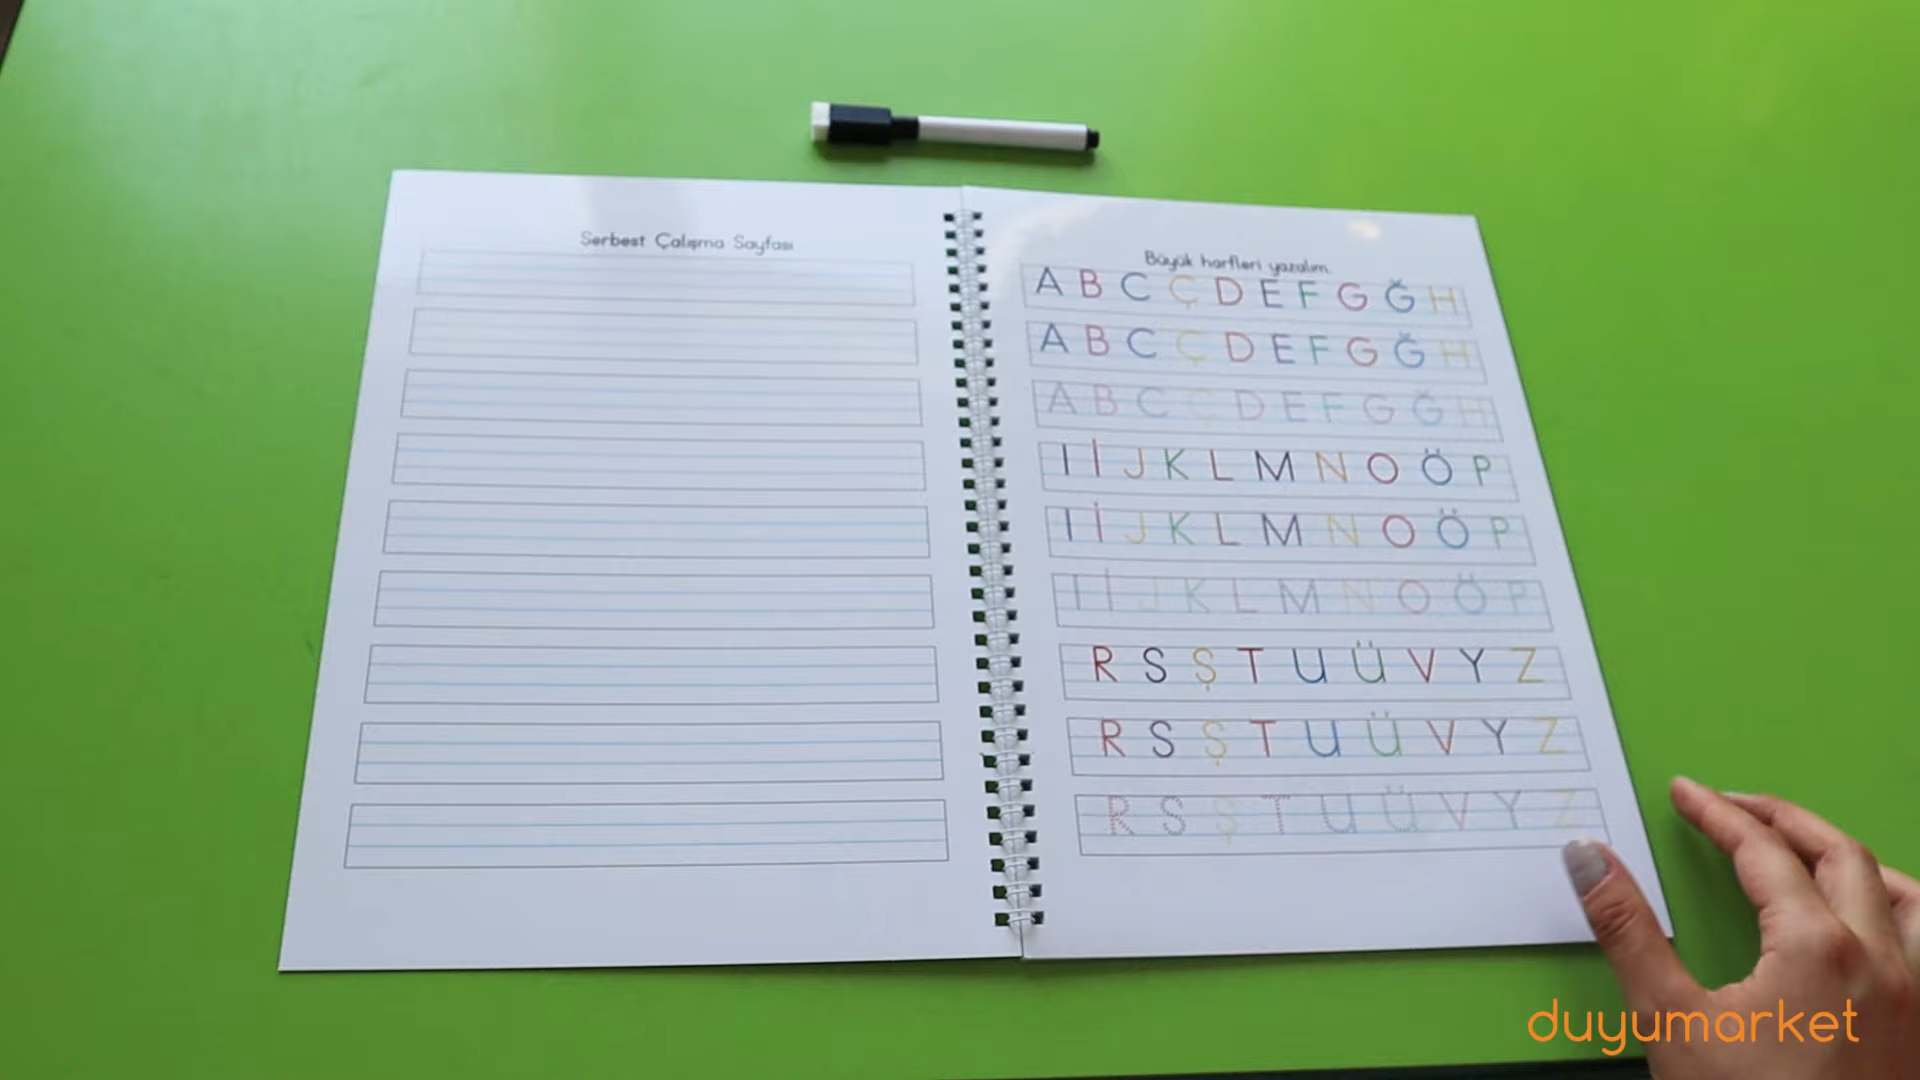 Serbest Çalışma Sayfası
Büyük harfleri yazalım.
A B C Ç D E F G Ğ H
A B C Ç D E F G Ğ H
A B C Ç D E F G Ğ H
I İ J K L M N O Ö P
I İ J K L M N O Ö P
I İ J K L M N O Ö P
R S Ş T U Ü V Y Z
R S Ş T U Ü V Y Z
R S Ş T U Ü V Y Z
duyumarket